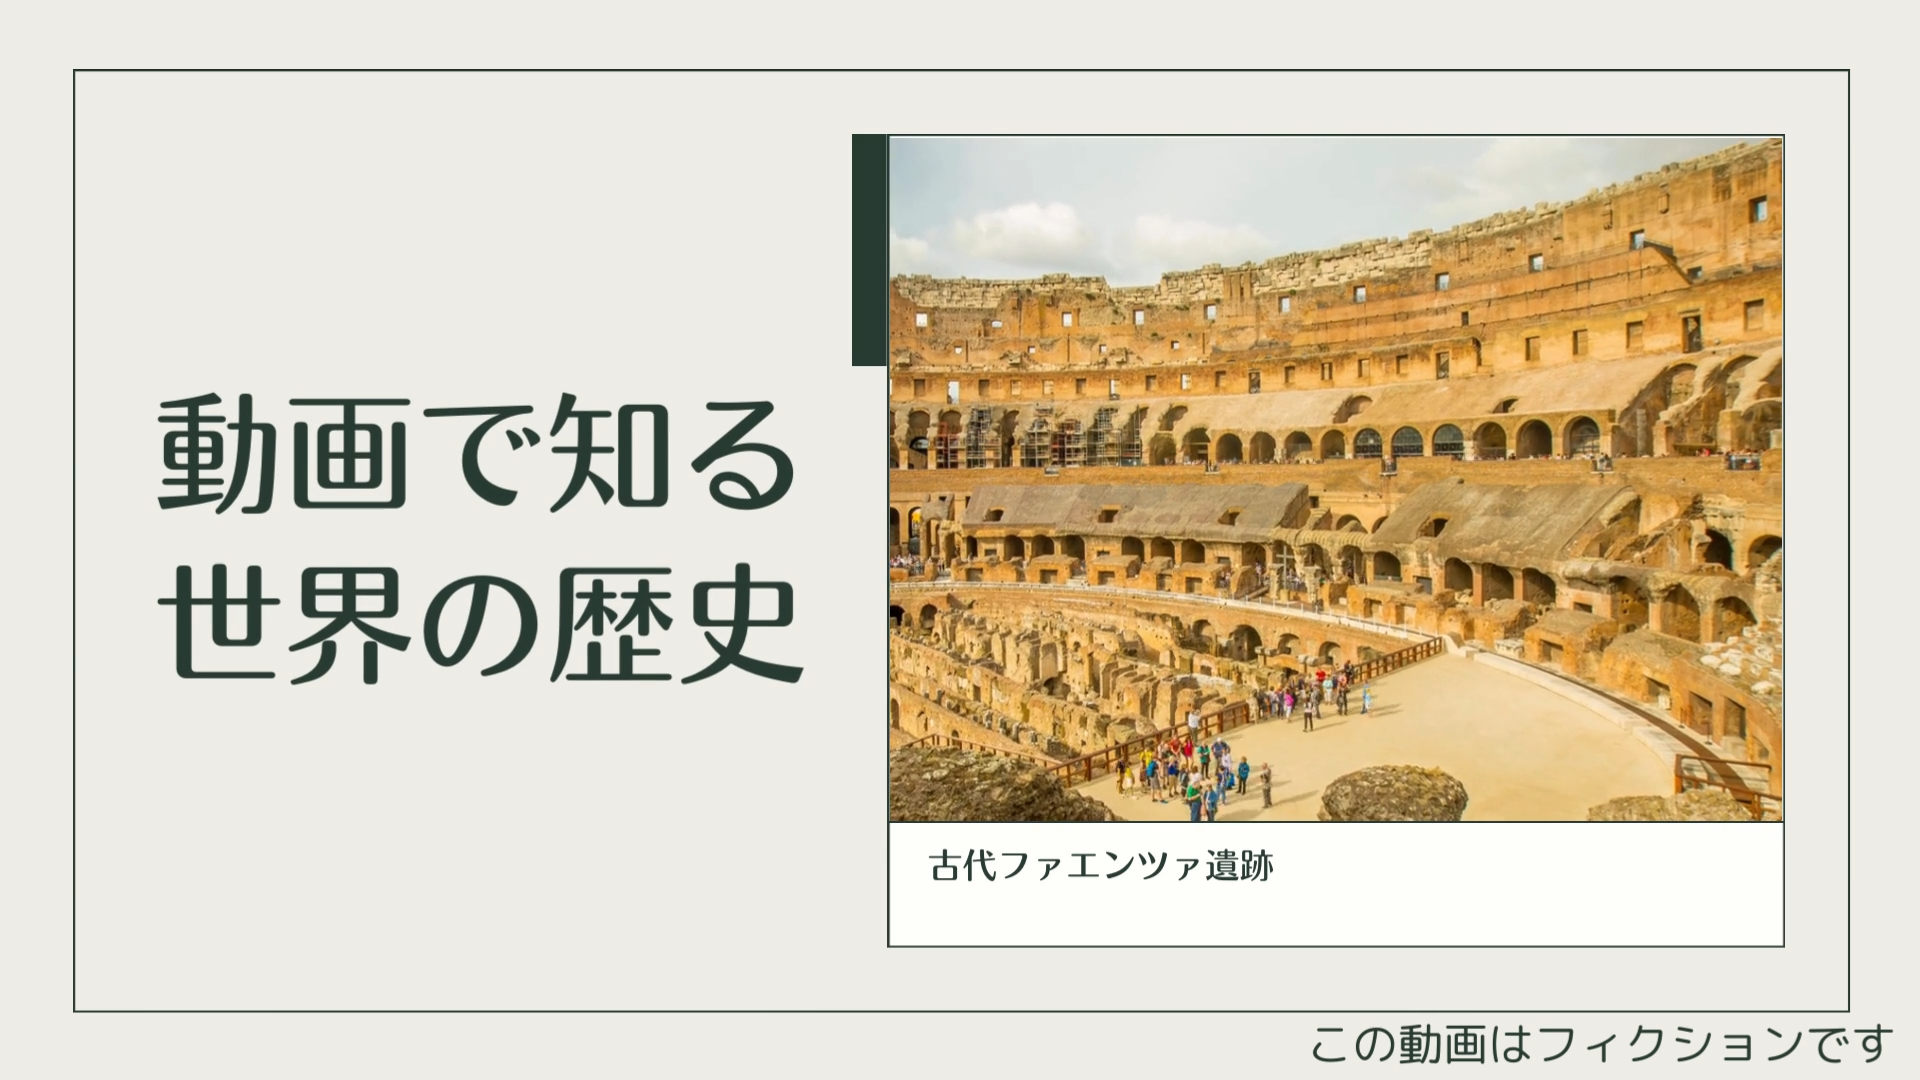 動画で知る
世界の歴史
古代ファエンツァ遺跡
この動画はフィクションです